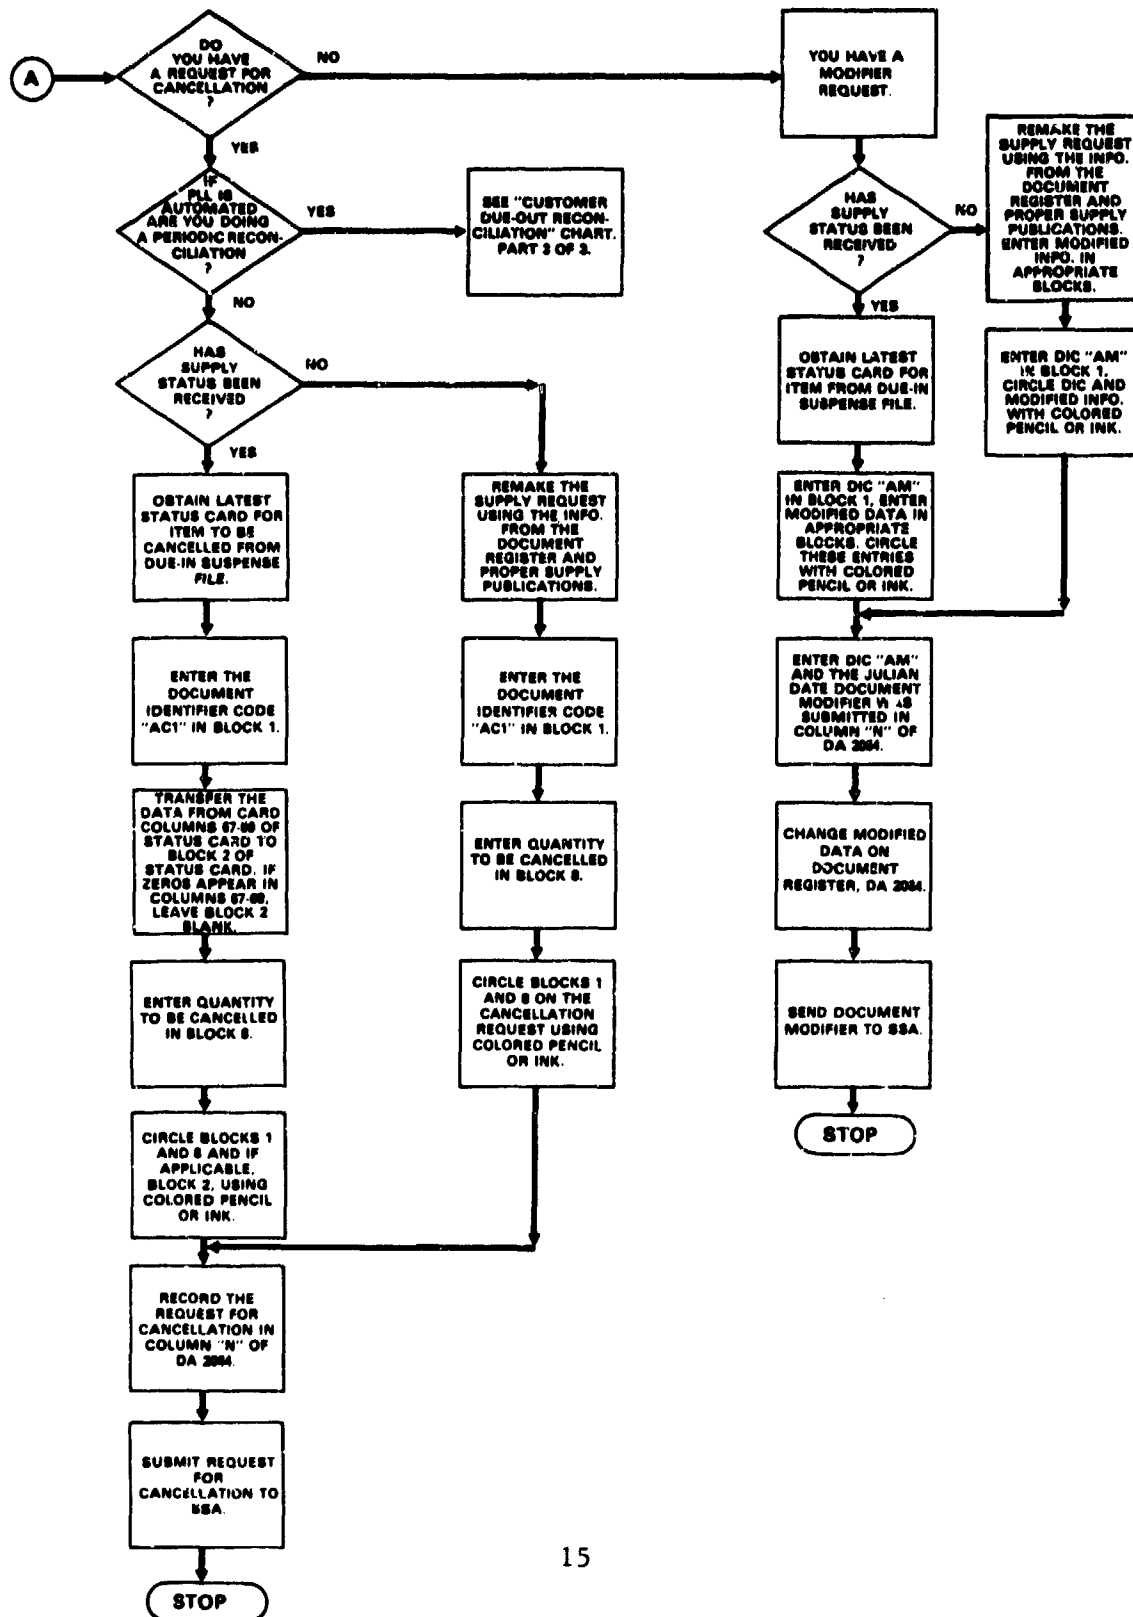 A
DO
YOU HAVE
A REQUEST FOR
CANCELLATION
?
NO
YES
YOU HAVE A
MODIFIER
REQUEST.
IF
PLL IS
AUTOMATED
ARE YOU DOING
A PERIODIC RECON-
CILIATION
?
YES
NO
SEE "CUSTOMER
DUE-OUT RECON-
CILIATION" CHART.
PART 3 OF 3.
HAS
SUPPLY
STATUS BEEN
RECEIVED
?
NO
YES
REMAKE THE
SUPPLY REQUEST
USING THE INFO.
FROM THE
DOCUMENT
REGISTER AND
PROPER SUPPLY
PUBLICATIONS.
ENTER MODIFIED
INFO. IN
APPROPRIATE
BLOCKS.
HAS
SUPPLY
STATUS BEEN
RECEIVED
?
NO
YES
OBTAIN LATEST
STATUS CARD FOR
ITEM FROM DUE-IN
SUSPENSE FILE.
ENTER DIC "AM"
IN BLOCK 1,
CIRCLE DIC AND
MODIFIED INFO.
WITH COLORED
PENCIL OR INK.
OBTAIN LATEST
STATUS CARD FOR
ITEM TO BE
CANCELLED FROM
DUE-IN SUSPENSE
FILE.
REMAKE THE
SUPPLY REQUEST
USING THE INFO.
FROM THE
DOCUMENT
REGISTER AND
PROPER SUPPLY
PUBLICATIONS.
ENTER DIC "AM"
IN BLOCK 1, ENTER
MODIFIED DATA IN
APPROPRIATE
BLOCKS. CIRCLE
THESE ENTRIES
WITH COLORED
PENCIL OR INK.
ENTER THE
DOCUMENT
IDENTIFIER CODE
"AC1" IN BLOCK 1.
ENTER THE
DOCUMENT
IDENTIFIER CODE
"AC1" IN BLOCK 1.
ENTER DIC "AM"
AND THE JULIAN
DATE DOCUMENT
MODIFIER WAS
SUBMITTED IN
COLUMN "N" OF
DA 2064.
TRANSFER THE
DATA FROM CARD
COLUMNS 67-69 OF
STATUS CARD TO
BLOCK 2 OF
STATUS CARD. IF
ZEROS APPEAR IN
COLUMNS 67-69,
LEAVE BLOCK 2
BLANK.
ENTER QUANTITY
TO BE CANCELLED
IN BLOCK 8.
CHANGE MODIFIED
DATA ON
DOCUMENT
REGISTER, DA 2064.
ENTER QUANTITY
TO BE CANCELLED
IN BLOCK 8.
CIRCLE BLOCKS 1
AND 8 ON THE
CANCELLATION
REQUEST USING
COLORED PENCIL
OR INK.
SEND DOCUMENT
MODIFIER TO SSA.
STOP
CIRCLE BLOCKS 1
AND 8 AND IF
APPLICABLE,
BLOCK 2, USING
COLORED PENCIL
OR INK.
RECORD THE
REQUEST FOR
CANCELLATION IN
COLUMN "N" OF
DA 2064.
SUBMIT REQUEST
FOR
CANCELLATION TO
SSA.
STOP
15